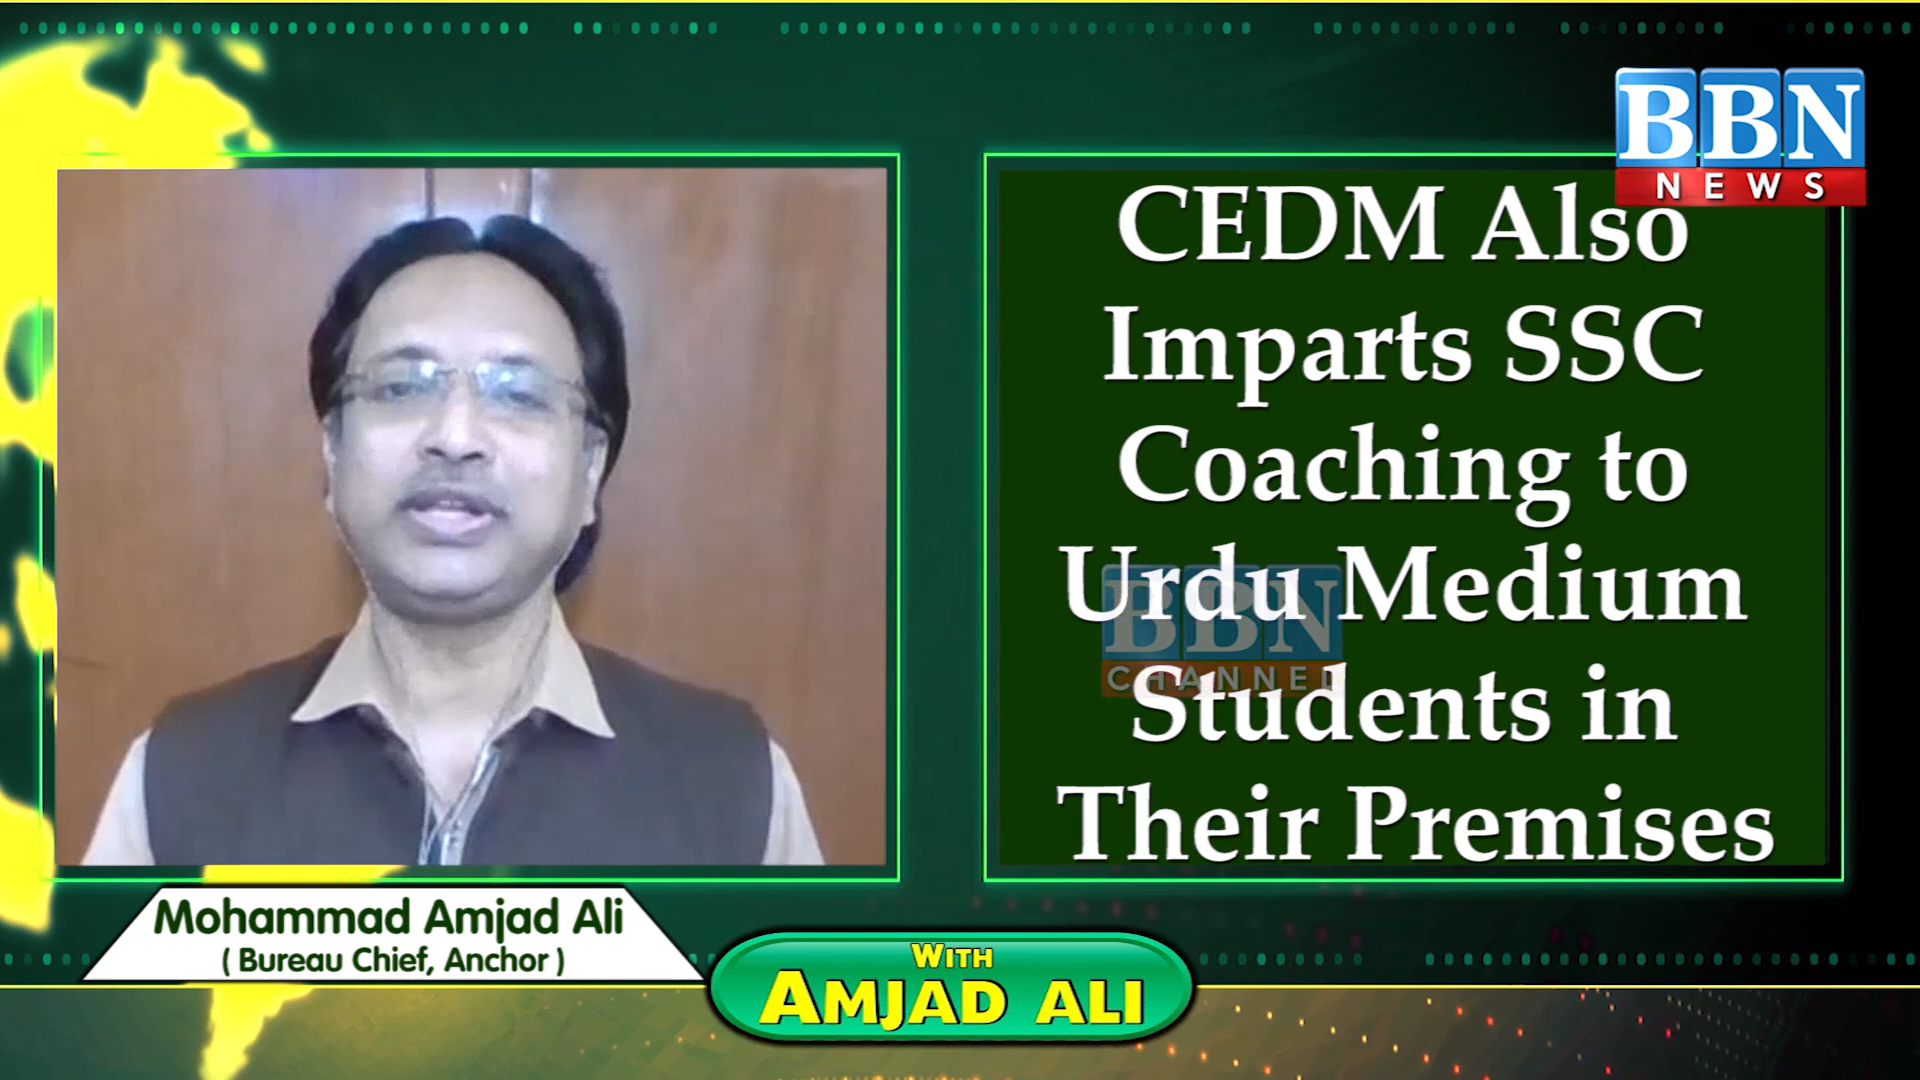 BBN
NEWS
CEDM Also
Imparts SSC
Coaching to
Urdu Medium
Students in
Their Premises
BBN
CHANNEL
Mohammad Amjad Ali
( Bureau Chief, Anchor )
WITH
AMJAD ALI